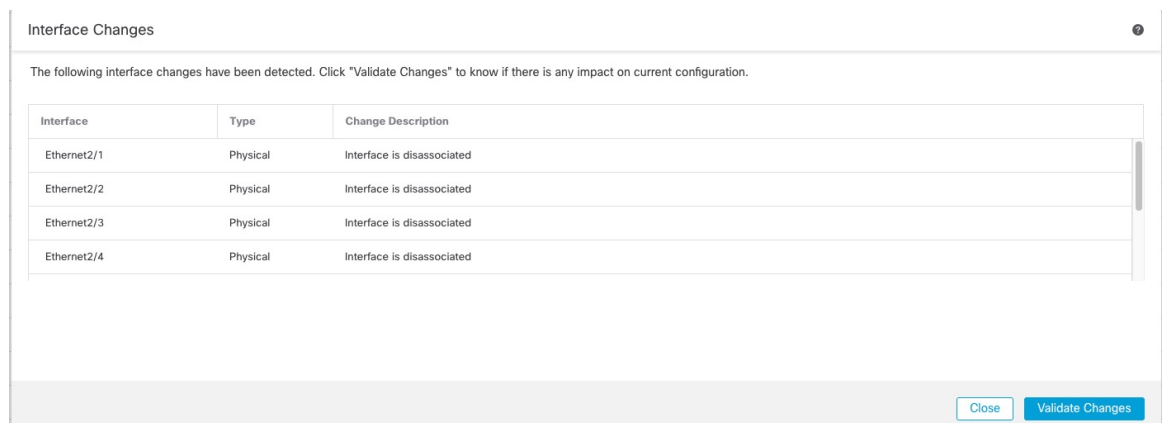 Interface Changes
?
The following interface changes have been detected. Click "Validate Changes" to know if there is any impact on current configuration.
Interface Type Change Description
Ethernet2/1 Physical Interface is disassociated
Ethernet2/2 Physical Interface is disassociated
Ethernet2/3 Physical Interface is disassociated
Ethernet2/4 Physical Interface is disassociated
Close Validate Changes